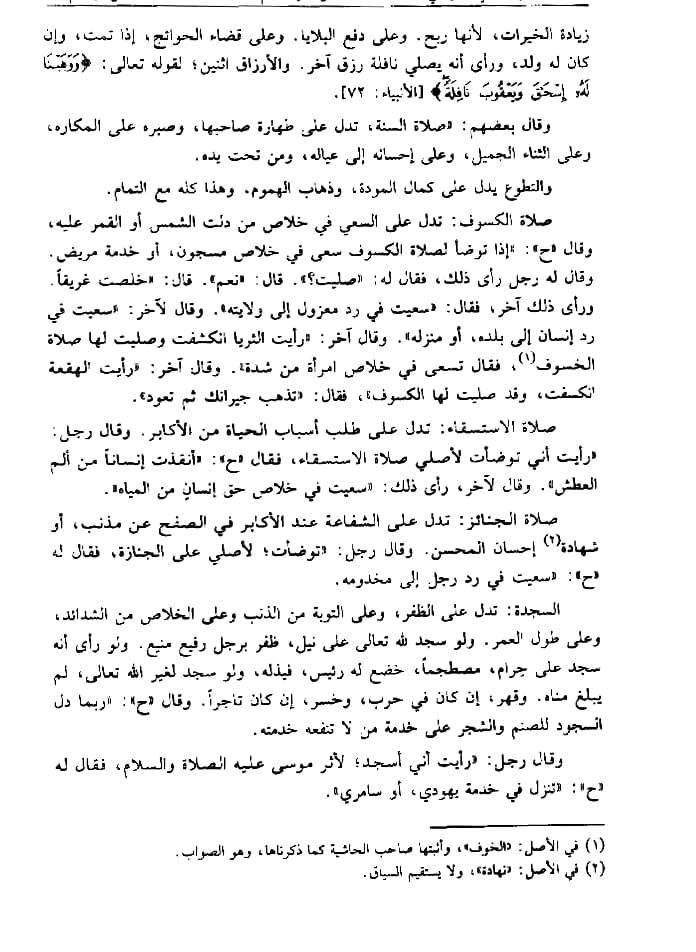 زيادة الخيرات، لأنها ربح. وعلى دفع البلايا. وعلى قضاء الحوائج، إذا تمت، وإن
كان له ولد، ورأى أنه يصلي نافلة رزق آخر. والأرزاق اثنين؛ لقوله تعالى: ﴿وَوَهَبْنَا
لَهُۥ إِسْحَٰقَ وَيَعْقُوبَ نَافِلَةً﴾ [الأنبياء: ٧٢].
وقال بعضهم: «صلاة السنة، تدل على طهارة صاحبها، وصبره على المكاره،
وعلى الثناء الجميل، وعلى إحسانه إلى عياله، ومن تحت يده.
والتطوع يدل على كمال المودة، وذهاب الهموم. وهذا كله مع التمام.
صلاة الكسوف: تدل على السعي في خلاص من دلت الشمس أو القمر عليه،
وقال «ح»: «إذا توضأ لصلاة الكسوف سعى في خلاص مسجون، أو خدمة مريض.
وقال له رجل رأى ذلك، فقال له: «صليت؟». قال: «نعم». قال: «خلصت غريقاً.
ورأى ذلك آخر، فقال: «سعيت في رد معزول إلى ولايته». وقال لآخر: «سعيت في
رد إنسان إلى بلده، أو منزله». وقال آخر: «رأيت الثريا انكشفت وصليت لها صلاة
الخسوف(١)، فقال تسعى في خلاص امرأة من شدة». وقال آخر: «رأيت الهقعة
انكسفت، وقد صليت لها الكسوف»، فقال: «تذهب جيرانك ثم تعود».
صلاة الاستسقاء: تدل على طلب أسباب الحياة من الأكابر. وقال رجل:
«رأيت أني توضأت لأصلي صلاة الاستسقاء، فقال «ح»: «أنقذت إنساناً من ألم
العطش». وقال لآخر، رأى ذلك: «سعيت في خلاص حق إنسانٍ من المياه».
صلاة الجنائز: تدل على الشفاعة عند الأكابر في الصفح عن مذنب، أو
شهادة(٢) إحسان المحسن. وقال رجل: «توضأت؛ لأصلي على الجنازة، فقال له
«ح»: «سعيت في رد رجل إلى مخدومه.
السجدة: تدل على الظفر، وعلى التوبة من الذنب وعلى الخلاص من الشدائد،
وعلى طول العمر. ولو سجد لله تعالى على نيل، ظفر برجل رفيع منيع. ولو رأى أنه
سجد على جرام، مصطجماً، خضع له رئيس، فيذله، ولو سجد لغير الله تعالى، لم
يبلغ مناه. وقهر، إن كان في حرب، وخسر، إن كان تاجراً. وقال «ح»: «ربما دل
السجود للصنم والشجر على خدمة من لا تنفعه خدمته.
وقال رجل: «رأيت أني أسجد؛ لأثر موسى عليه الصلاة والسلام، فقال له
«ح»: «تنزل في خدمة يهودي، أو سامري».
(١) في الأصل: «الخوف»، وأثبتها صاحب الحاشية كما ذكرناها، وهو الصواب.
(٢) في الأصل: «نهادة»، ولا يستقيم السياق.